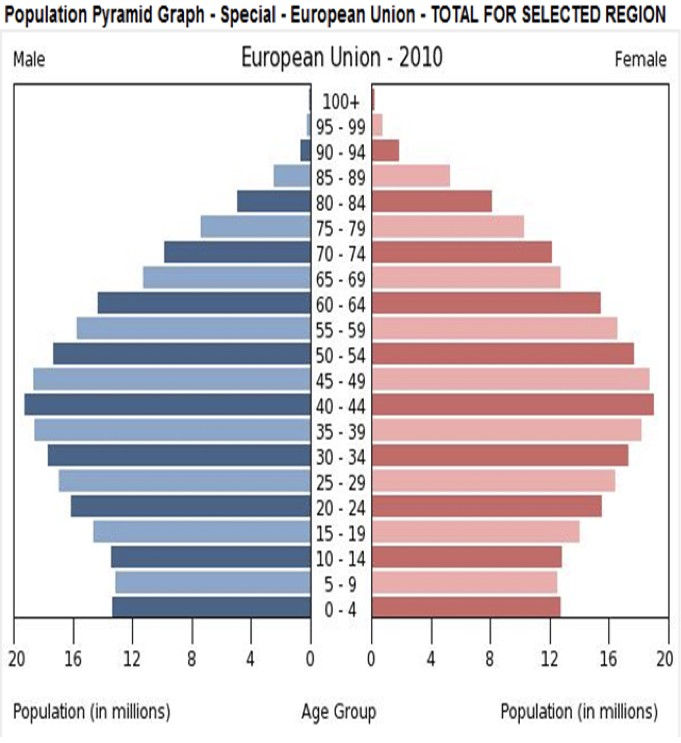 Population Pyramid Graph - Special - European Union - TOTAL FOR SELECTED REGION
Male European Union - 2010 Female
100+
95 - 99
90 - 94
85 - 89
80 - 84
75 - 79
70 - 74
65 - 69
60 - 64
55 - 59
50 - 54
45 - 49
40 - 44
35 - 39
30 - 34
25 - 29
20 - 24
15 - 19
10 - 14
5 - 9
0 - 4
20 16 12 8 4 0 0 4 8 12 16 20
Population (in millions) Age Group Population (in millions)